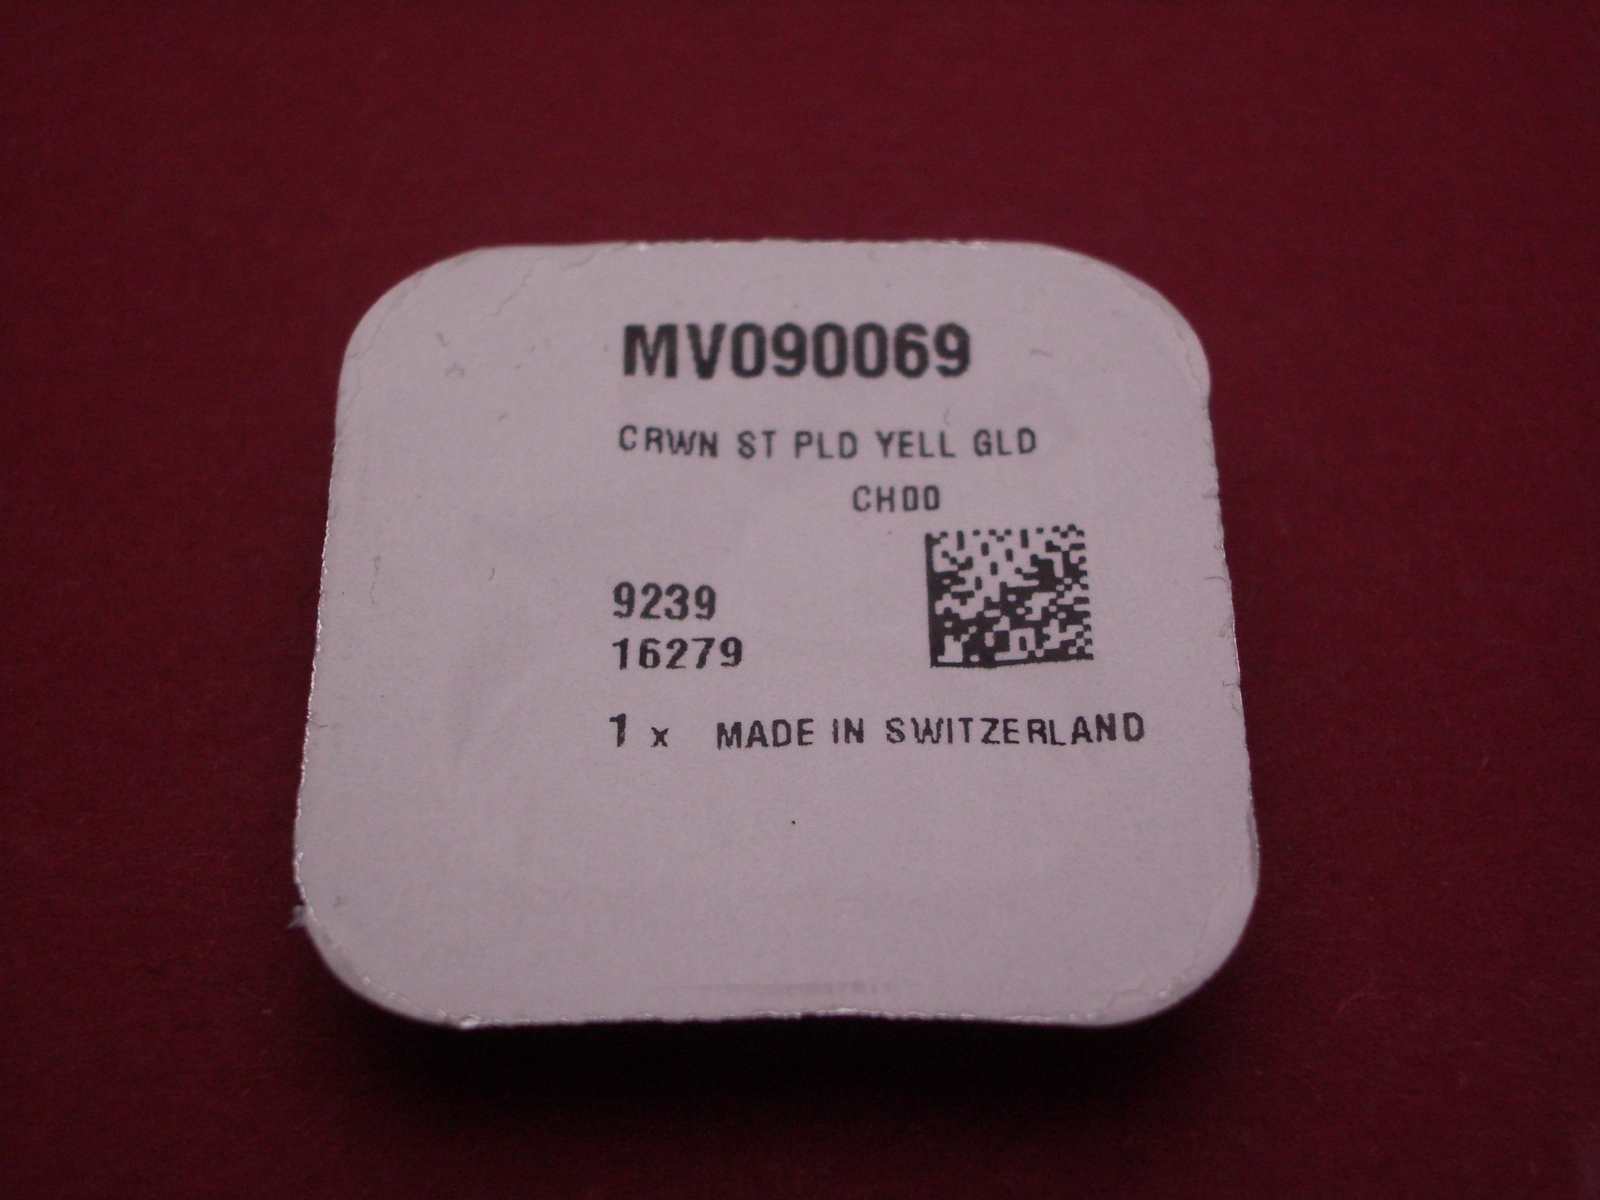 MV090069
CRWN ST PLD YELL GLD
CH00
9239
16279
1 x MADE IN SWITZERLAND